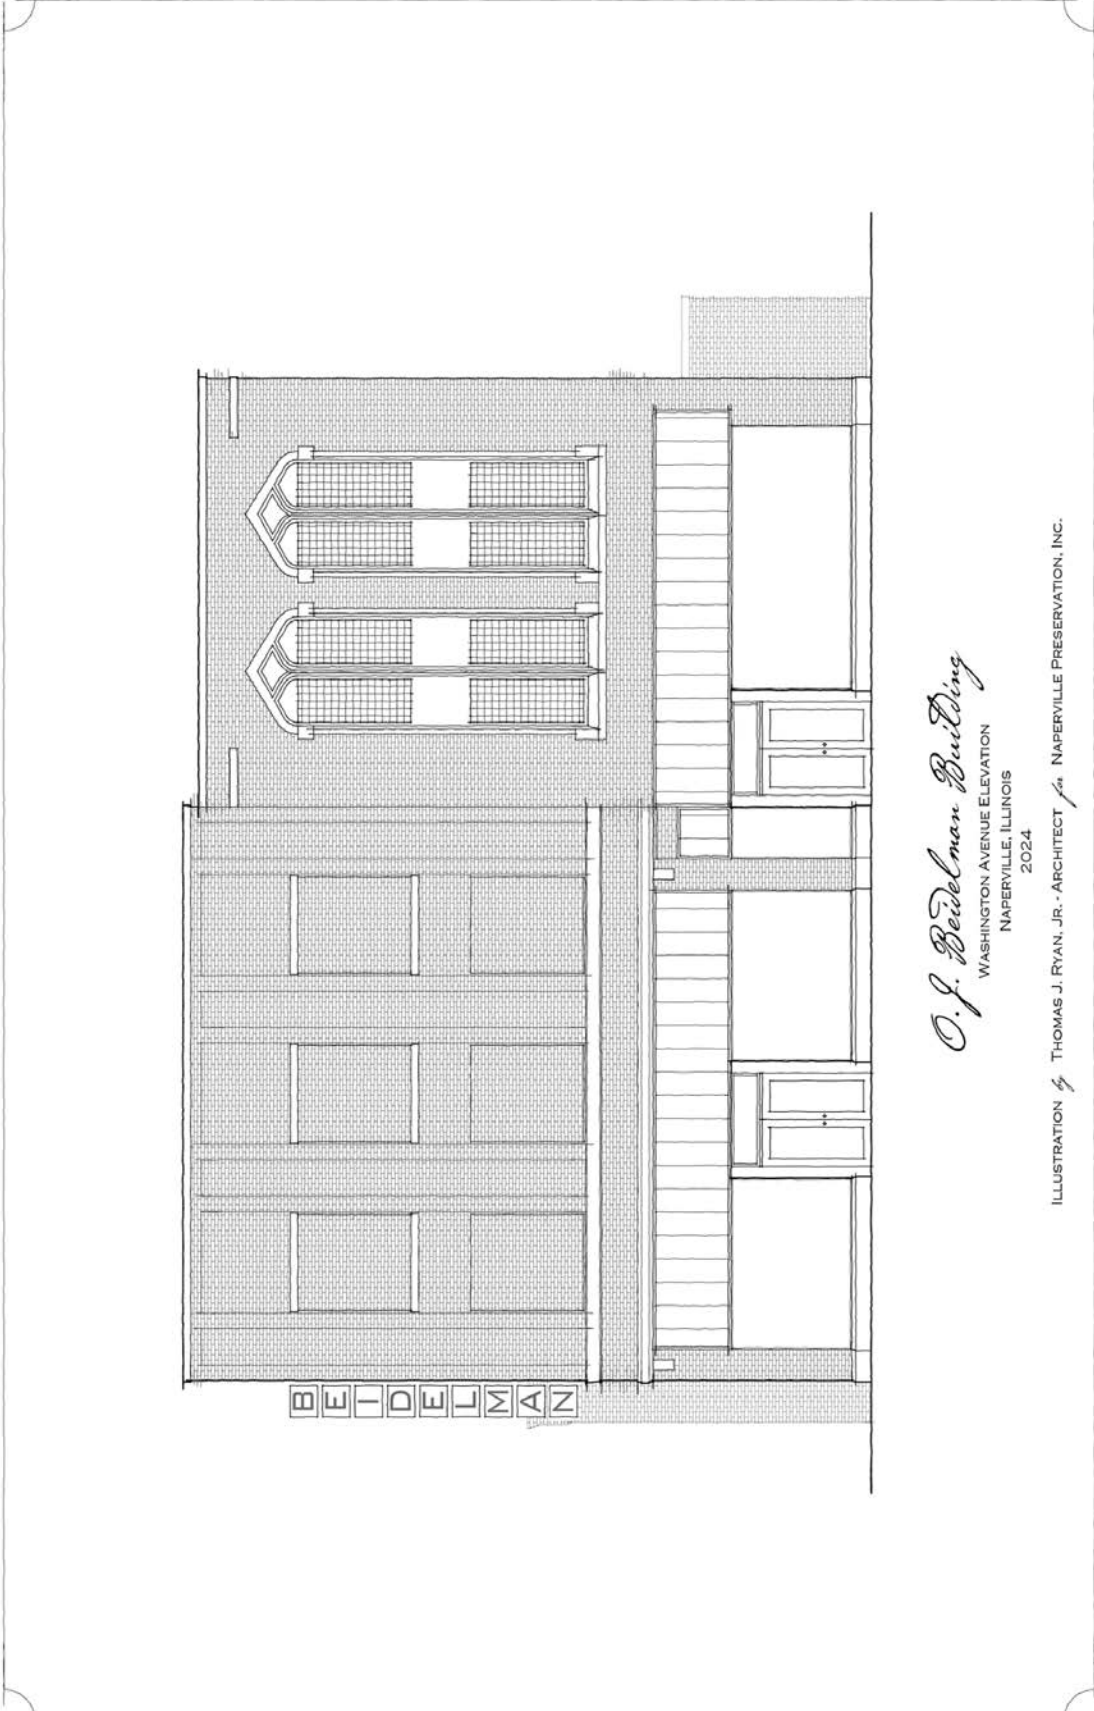 BEIDELMAN
O.J. Beidelman Building
WASHINGTON AVENUE ELEVATION
NAPERVILLE, ILLINOIS
2024
ILLUSTRATION by THOMAS J. RYAN, JR. - ARCHITECT for NAPERVILLE PRESERVATION, INC.